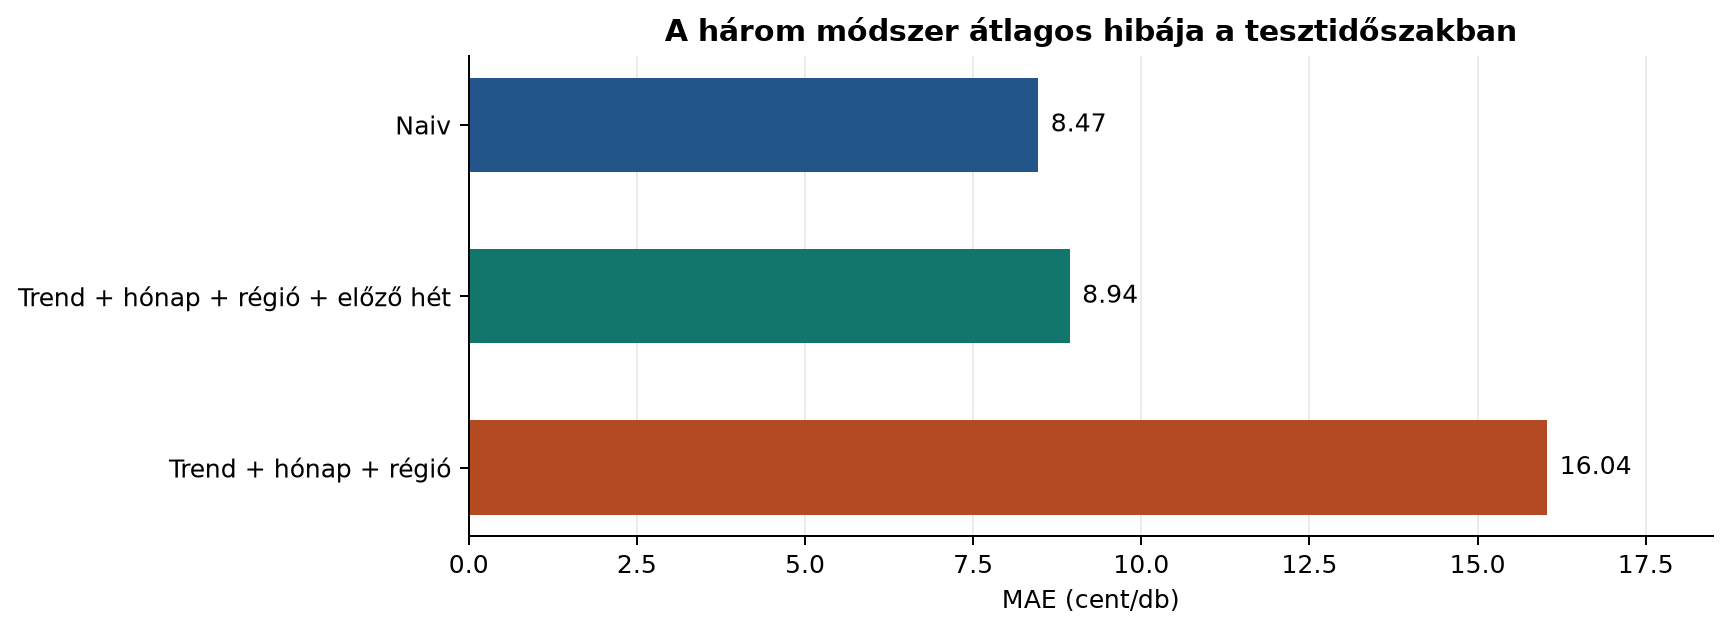 A három módszer átlagos hibája a tesztidőszakban
Naiv
8.47
Trend + hónap + régió + előző hét
8.94
Trend + hónap + régió
16.04
0.0 2.5 5.0 7.5 10.0 12.5 15.0 17.5
MAE (cent/db)